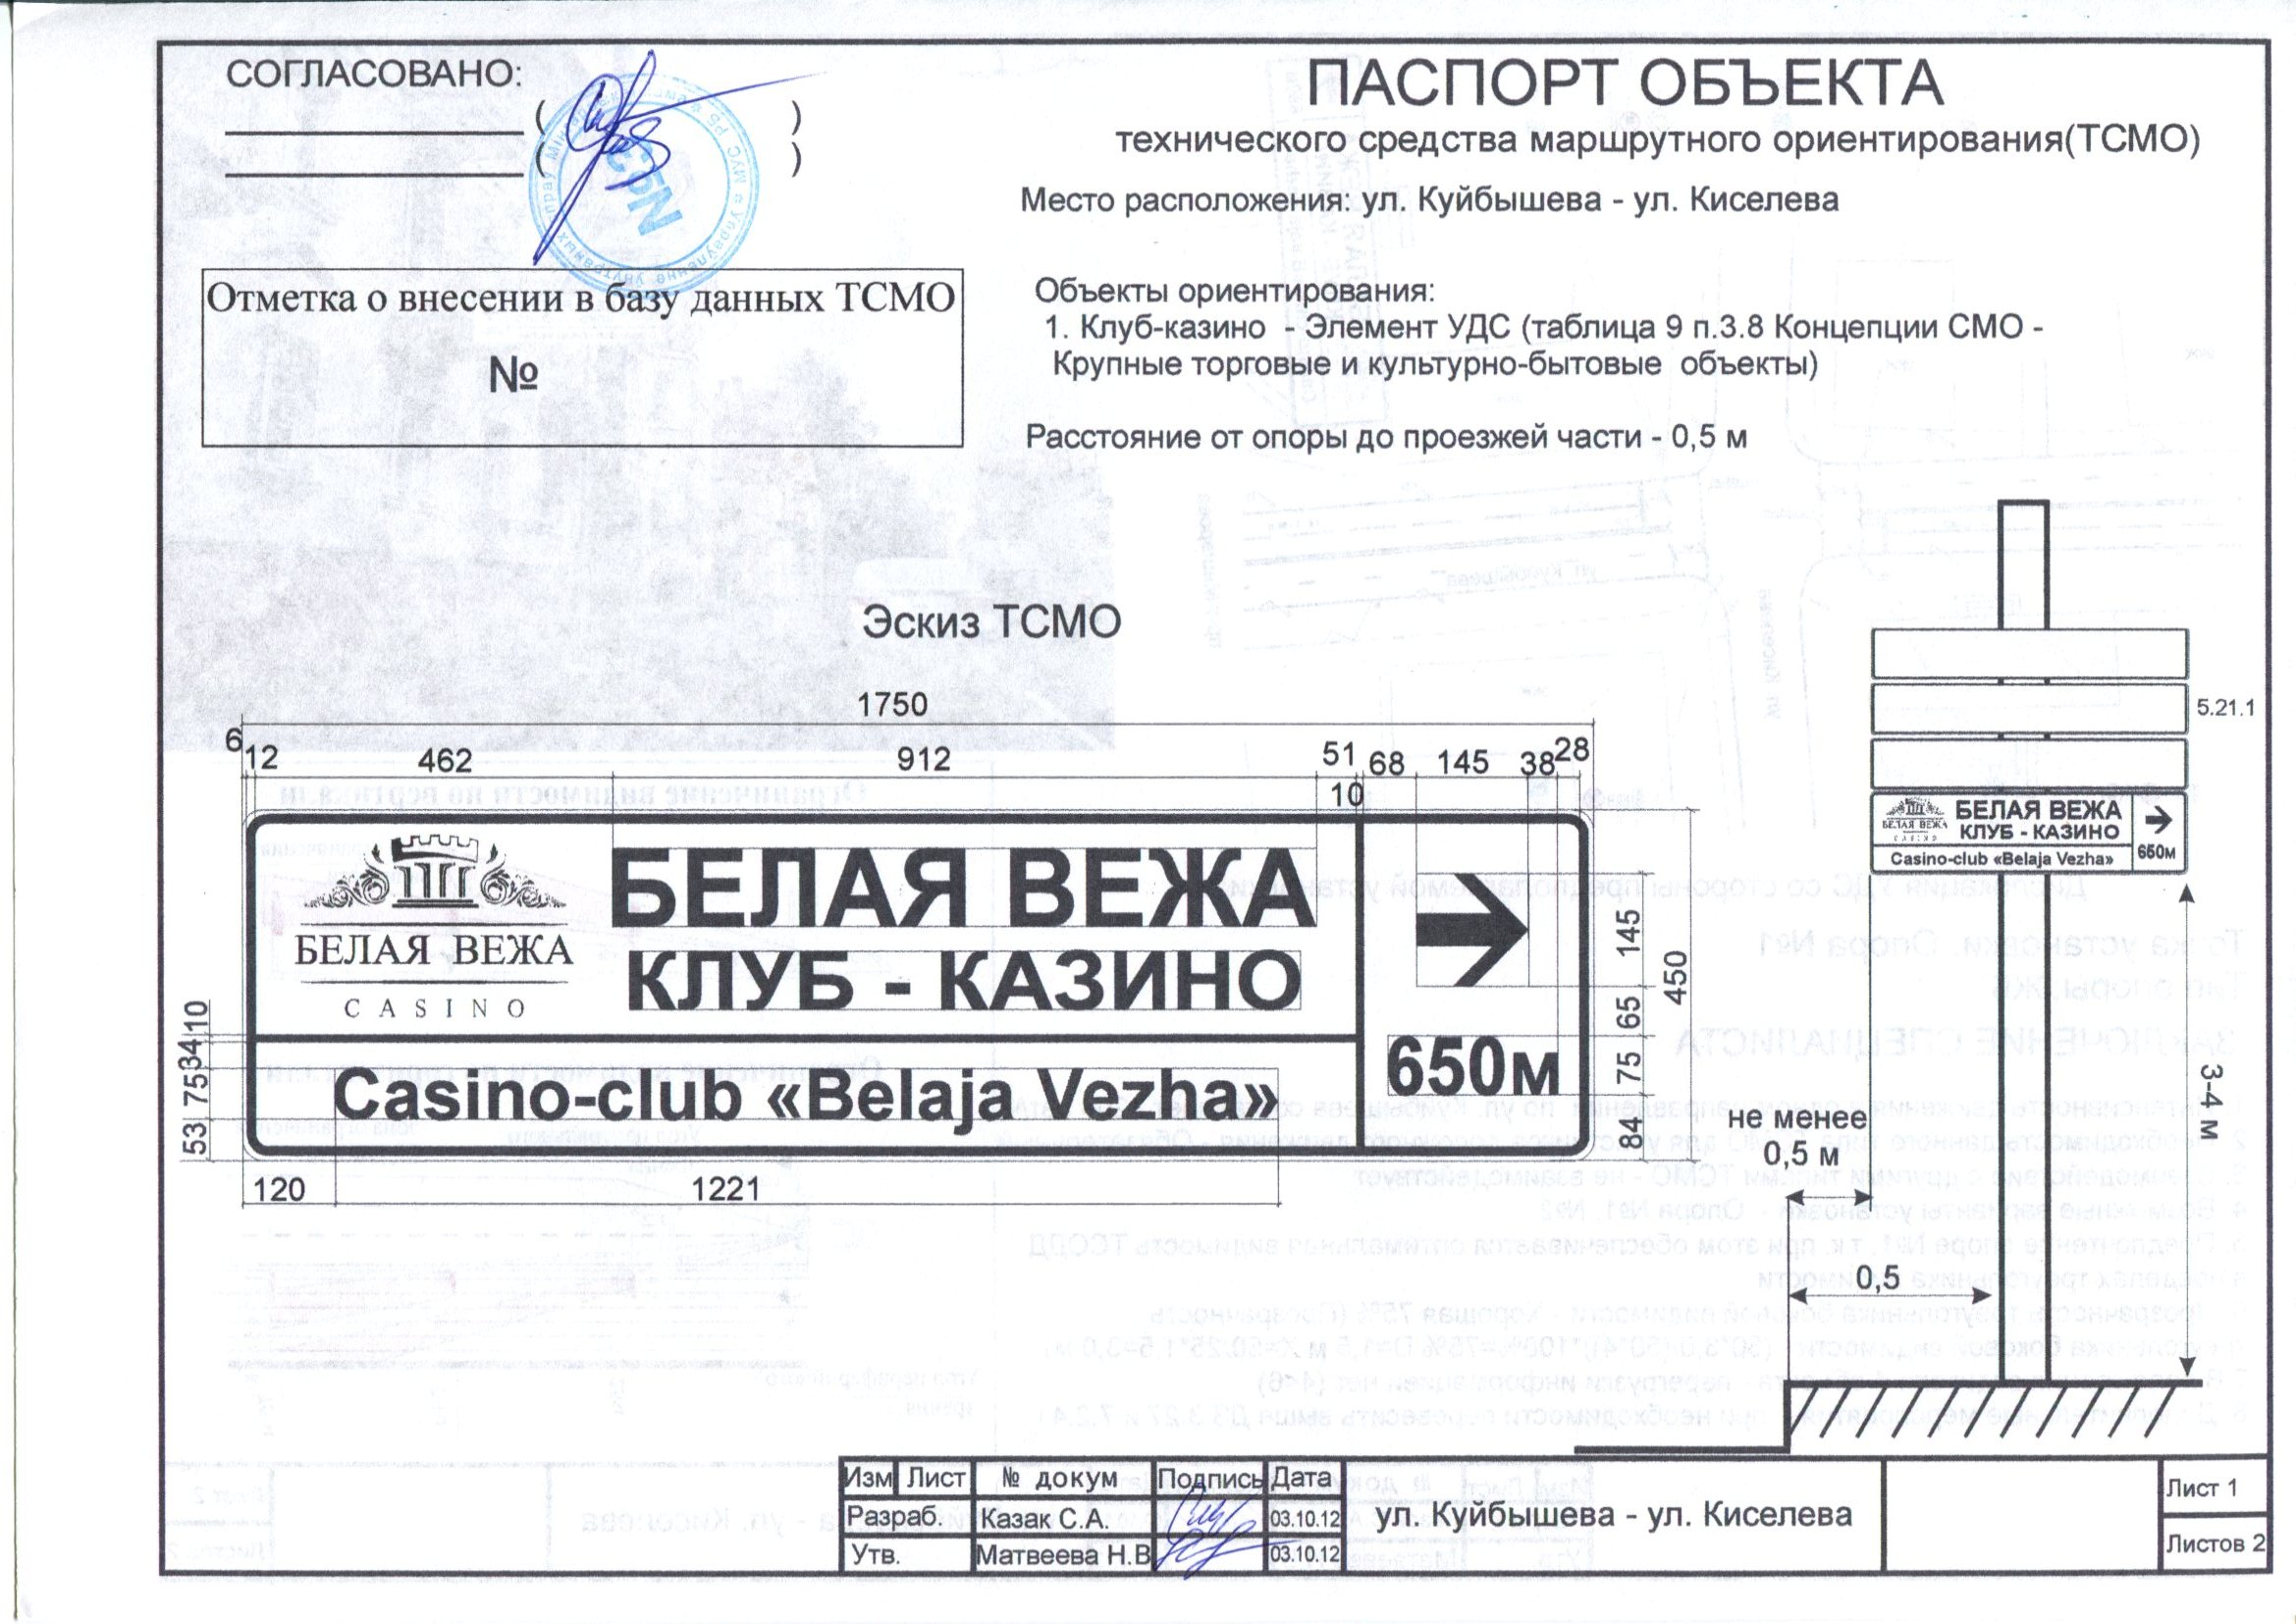 СОГЛАСОВАНО:
( )
( )
№2
ПАСПОРТ ОБЪЕКТА
технического средства маршрутного ориентирования(ТСМО)
Место расположения: ул. Куйбышева - ул. Киселева
Отметка о внесении в базу данных ТСМО
№
Объекты ориентирования:
1. Клуб-казино - Элемент УДС (таблица 9 п.3.8 Концепции СМО -
Крупные торговые и культурно-бытовые объекты)
Расстояние от опоры до проезжей части - 0,5 м
Эскиз ТСМО
1750
6 12 462 912 51 68 145 38 28
10
БЕЛАЯ ВЕЖА
CASINO
БЕЛАЯ ВЕЖА
КЛУБ - КАЗИНО
Casino-club «Belaja Vezha»
650м
10
34
75
53
145
65
75
84
450
120 1221
5.21.1
БЕЛАЯ ВЕЖА
CASINO
БЕЛАЯ ВЕЖА
КЛУБ - КАЗИНО
Casino-club «Belaja Vezha»
650м
3-4 м
не менее
0,5 м
0,5
Изм Лист № докум Подпись Дата
Разраб. Казак С.А. 03.10.12
Утв. Матвеева Н.В 03.10.12
ул. Куйбышева - ул. Киселева
Лист 1
Листов 2